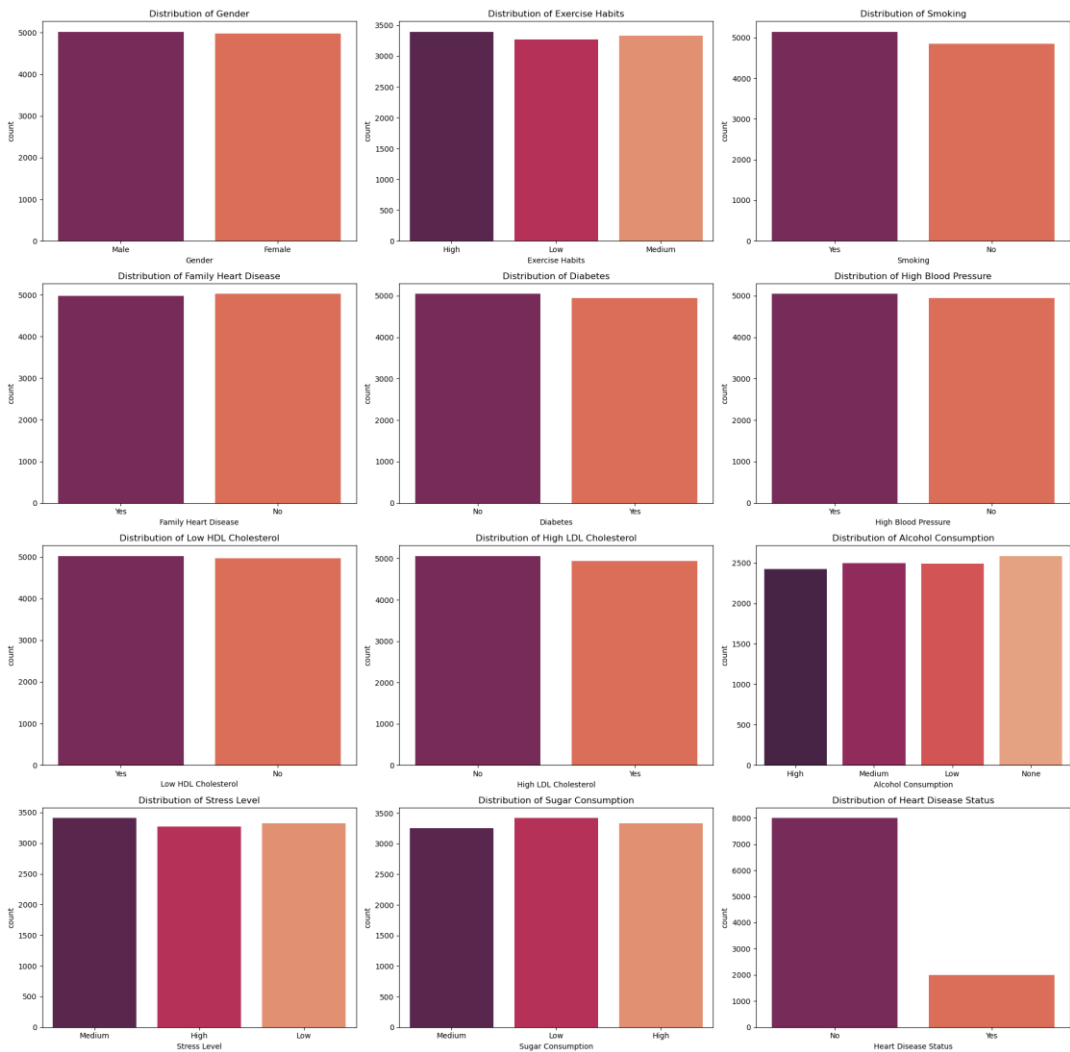 Distribution of Gender
count
5000
4000
3000
2000
1000
0
Male Female
Gender
Distribution of Exercise Habits
count
3500
3000
2500
2000
1500
1000
500
0
High Low Medium
Exercise Habits
Distribution of Smoking
count
5000
4000
3000
2000
1000
0
Yes No
Smoking
Distribution of Family Heart Disease
count
5000
4000
3000
2000
1000
0
Yes No
Family Heart Disease
Distribution of Diabetes
count
5000
4000
3000
2000
1000
0
No Yes
Diabetes
Distribution of High Blood Pressure
count
5000
4000
3000
2000
1000
0
Yes No
High Blood Pressure
Distribution of Low HDL Cholesterol
count
5000
4000
3000
2000
1000
0
Yes No
Low HDL Cholesterol
Distribution of High LDL Cholesterol
count
5000
4000
3000
2000
1000
0
No Yes
High LDL Cholesterol
Distribution of Alcohol Consumption
count
2500
2000
1500
1000
500
0
High Medium Low None
Alcohol Consumption
Distribution of Stress Level
count
3500
3000
2500
2000
1500
1000
500
0
Medium High Low
Stress Level
Distribution of Sugar Consumption
count
3500
3000
2500
2000
1500
1000
500
0
Medium Low High
Sugar Consumption
Distribution of Heart Disease Status
count
8000
7000
6000
5000
4000
3000
2000
1000
0
No Yes
Heart Disease Status